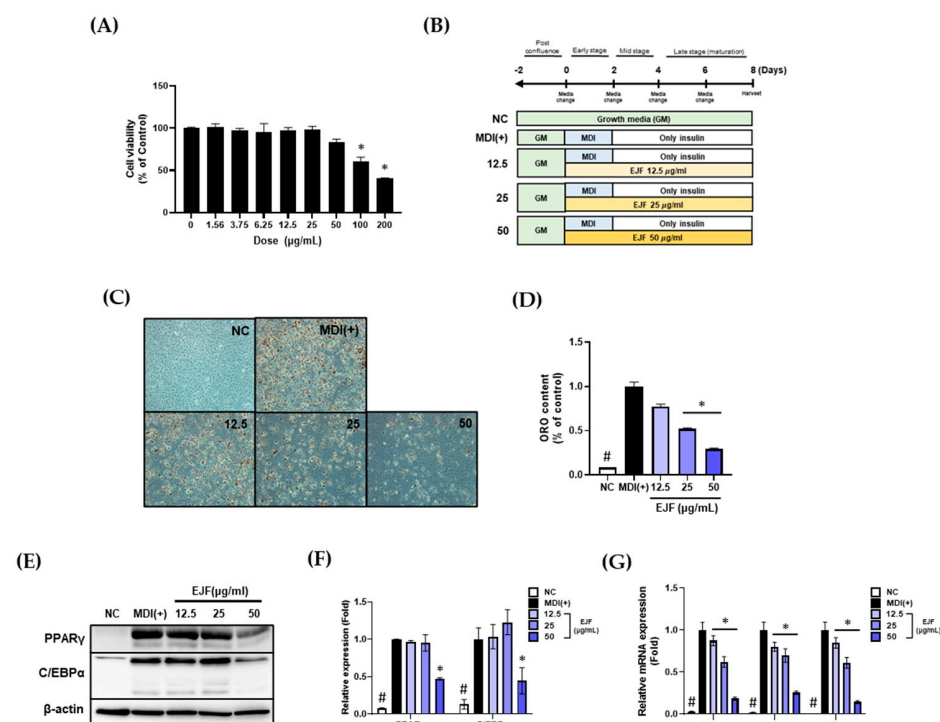 (A)
150
100
50
0
Cell viability
(% of Control)
*
*
0 1.56 3.75 6.25 12.5 25 50 100 200
Dose (µg/mL)
(B)
Post
confluence
Early stage
Mid stage
Late stage (maturation)
-2 0 2 4 6 8 (Days)
Media
change
Media
change
Media
change
Media
change
Harvest
NC Growth media (GM)
MDI(+) GM MDI Only insulin
12.5 GM MDI Only insulin
EJF 12.5 µg/ml
25 GM MDI Only insulin
EJF 25 µg/ml
50 GM MDI Only insulin
EJF 50 µg/ml
(C)
NC
MDI(+)
12.5
25
50
(D)
1.5
1.0
0.5
0.0
ORO content
(% of control)
#
*
NC MDI(+) 12.5 25 50
EJF (µg/mL)
(E)
EJF(µg/ml)
NC MDI(+) 12.5 25 50
PPARγ
C/EBPα
β-actin
(F)
1.5
1.0
0.5
0.0
Relative expression (Fold)
#
*
#
*
NC
MDI(+)
12.5
25
50
EJF
(µg/mL)
(G)
1.5
1.0
0.5
0.0
Relative mRNA expression
(Fold)
#
*
#
*
#
*
NC
MDI(+)
12.5
25
50
EJF
(µg/mL)